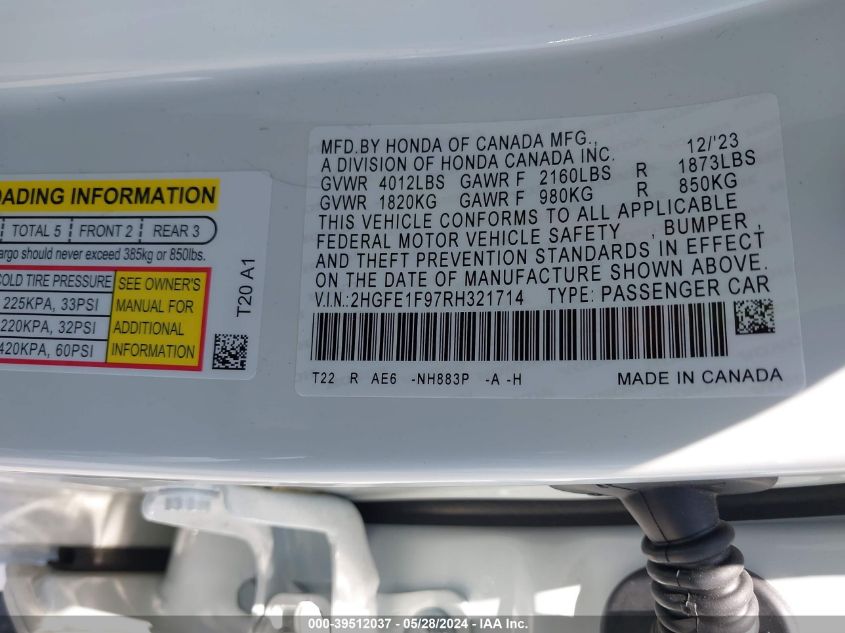 OADING INFORMATION
TOTAL 5 FRONT 2 REAR 3
argo should never exceed 385kg or 850lbs.
COLD TIRE PRESSURE
225KPA, 33PSI
220KPA, 32PSI
420KPA, 60PSI
SEE OWNER'S
MANUAL FOR
ADDITIONAL
INFORMATION
T20 A1
MFD.BY HONDA OF CANADA MFG., 12/'23
A DIVISION OF HONDA CANADA INC.
GVWR 4012LBS GAWR F 2160LBS R 1873LBS
GVWR 1820KG GAWR F 980KG R 850KG
THIS VEHICLE CONFORMS TO ALL APPLICABLE
FEDERAL MOTOR VEHICLE SAFETY , BUMPER ,
AND THEFT PREVENTION STANDARDS IN EFFECT
ON THE DATE OF MANUFACTURE SHOWN ABOVE.
V.I.N.: 2HGFE1F97RH321714 TYPE: PASSENGER CAR
T22 R AE6 -NH883P -A -H MADE IN CANADA
000-39512037 - 05/28/2024 - IAA Inc.